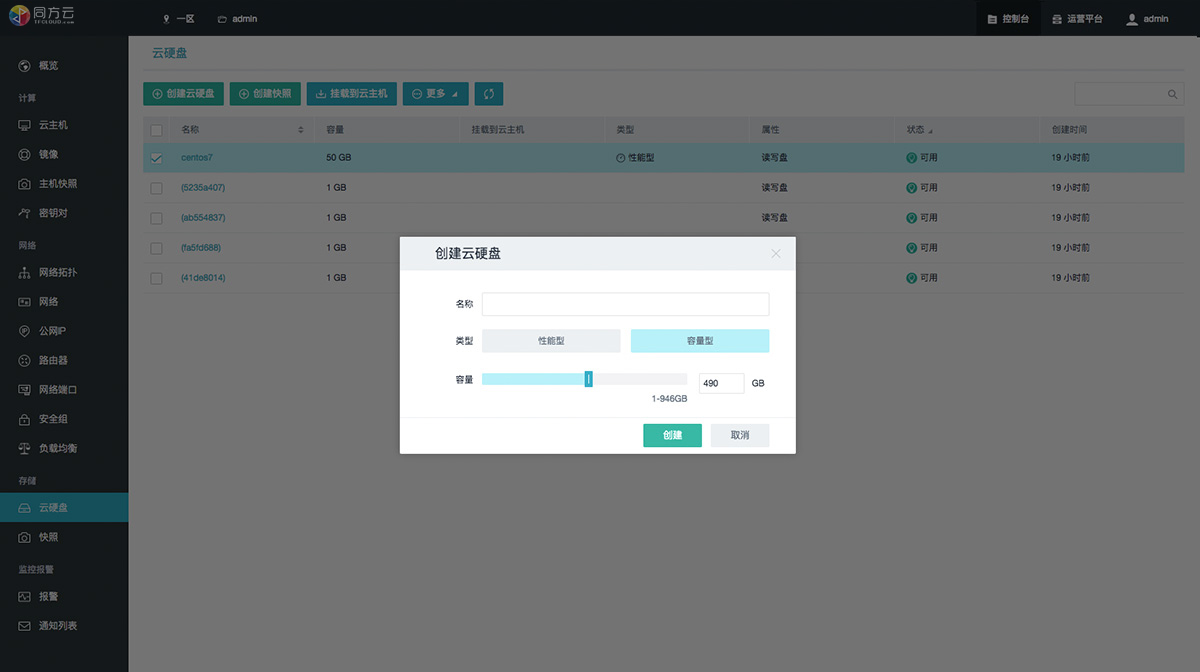 同方云
TFCLOUD.com
一区 admin 控制台 运营平台 admin
概览
计算
云主机
镜像
主机快照
密钥对
网络
网络拓扑
网络
公网IP
路由器
网络端口
安全组
负载均衡
存储
云硬盘
快照
监控报警
报警
通知列表
云硬盘
创建云硬盘 创建快照 挂载到云主机 更多
名称 容量 挂载到云主机 类型 属性 状态 创建时间
centos7 50 GB 性能型 读写盘 可用 19 小时前
(5235a407) 1 GB 读写盘 可用 19 小时前
(ab554837) 1 GB 读写盘 可用 19 小时前
(fa5fd688) 1 GB 可用 19 小时前
(41de8014) 1 GB 可用 19 小时前
创建云硬盘
名称
类型 性能型 容量型
容量 490 GB
1-946GB
创建 取消